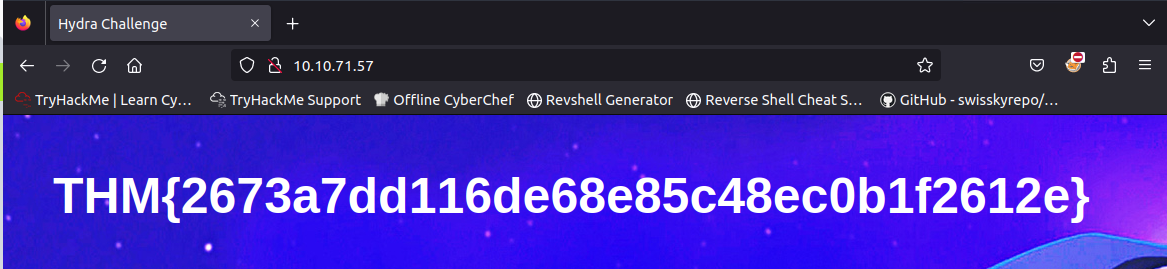 Hydra Challenge
10.10.71.57
TryHackMe | Learn Cy… TryHackMe Support Offline CyberChef Revshell Generator Reverse Shell Cheat S… GitHub - swisskyrepo/…
THM{2673a7dd116de68e85c48ec0b1f2612e}